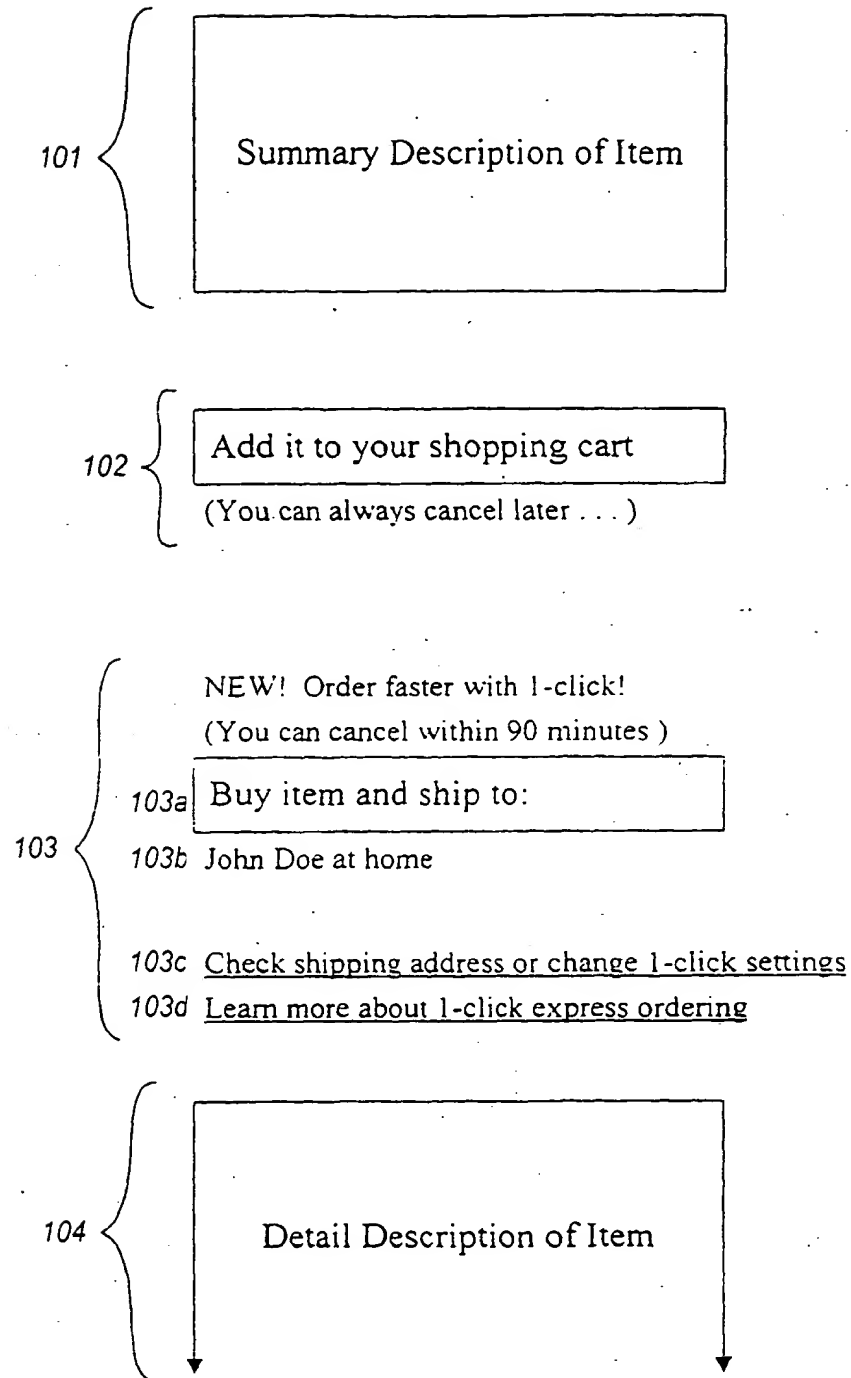 101 Summary Description of Item
102 Add it to your shopping cart
(You can always cancel later . . . )
NEW! Order faster with 1-click!
(You can cancel within 90 minutes )
103a Buy item and ship to:
103
103b John Doe at home
103c Check shipping address or change 1-click settings
103d Learn more about 1-click express ordering
104 Detail Description of Item